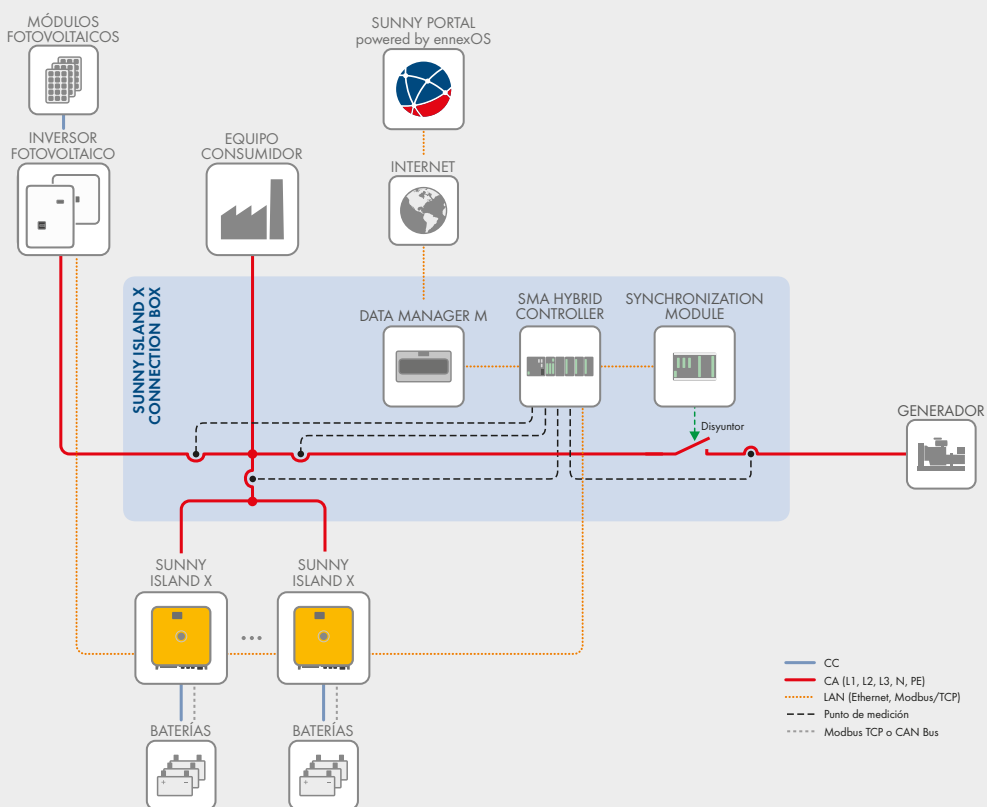 MÓDULOS
FOTOVOLTAICOS
SUNNY PORTAL
powered by ennexOS
INVERSOR
FOTOVOLTAICO
EQUIPO
CONSUMIDOR
INTERNET
SUNNY ISLAND X
CONNECTION BOX
DATA MANAGER M
SMA HYBRID
CONTROLLER
SYNCHRONIZATION
MODULE
Disyuntor
GENERADOR
SUNNY
ISLAND X
SUNNY
ISLAND X
...
BATERÍAS
BATERÍAS
CC
CA (L1, L2, L3, N, PE)
LAN (Ethernet, Modbus/TCP)
Punto de medición
Modbus TCP o CAN Bus